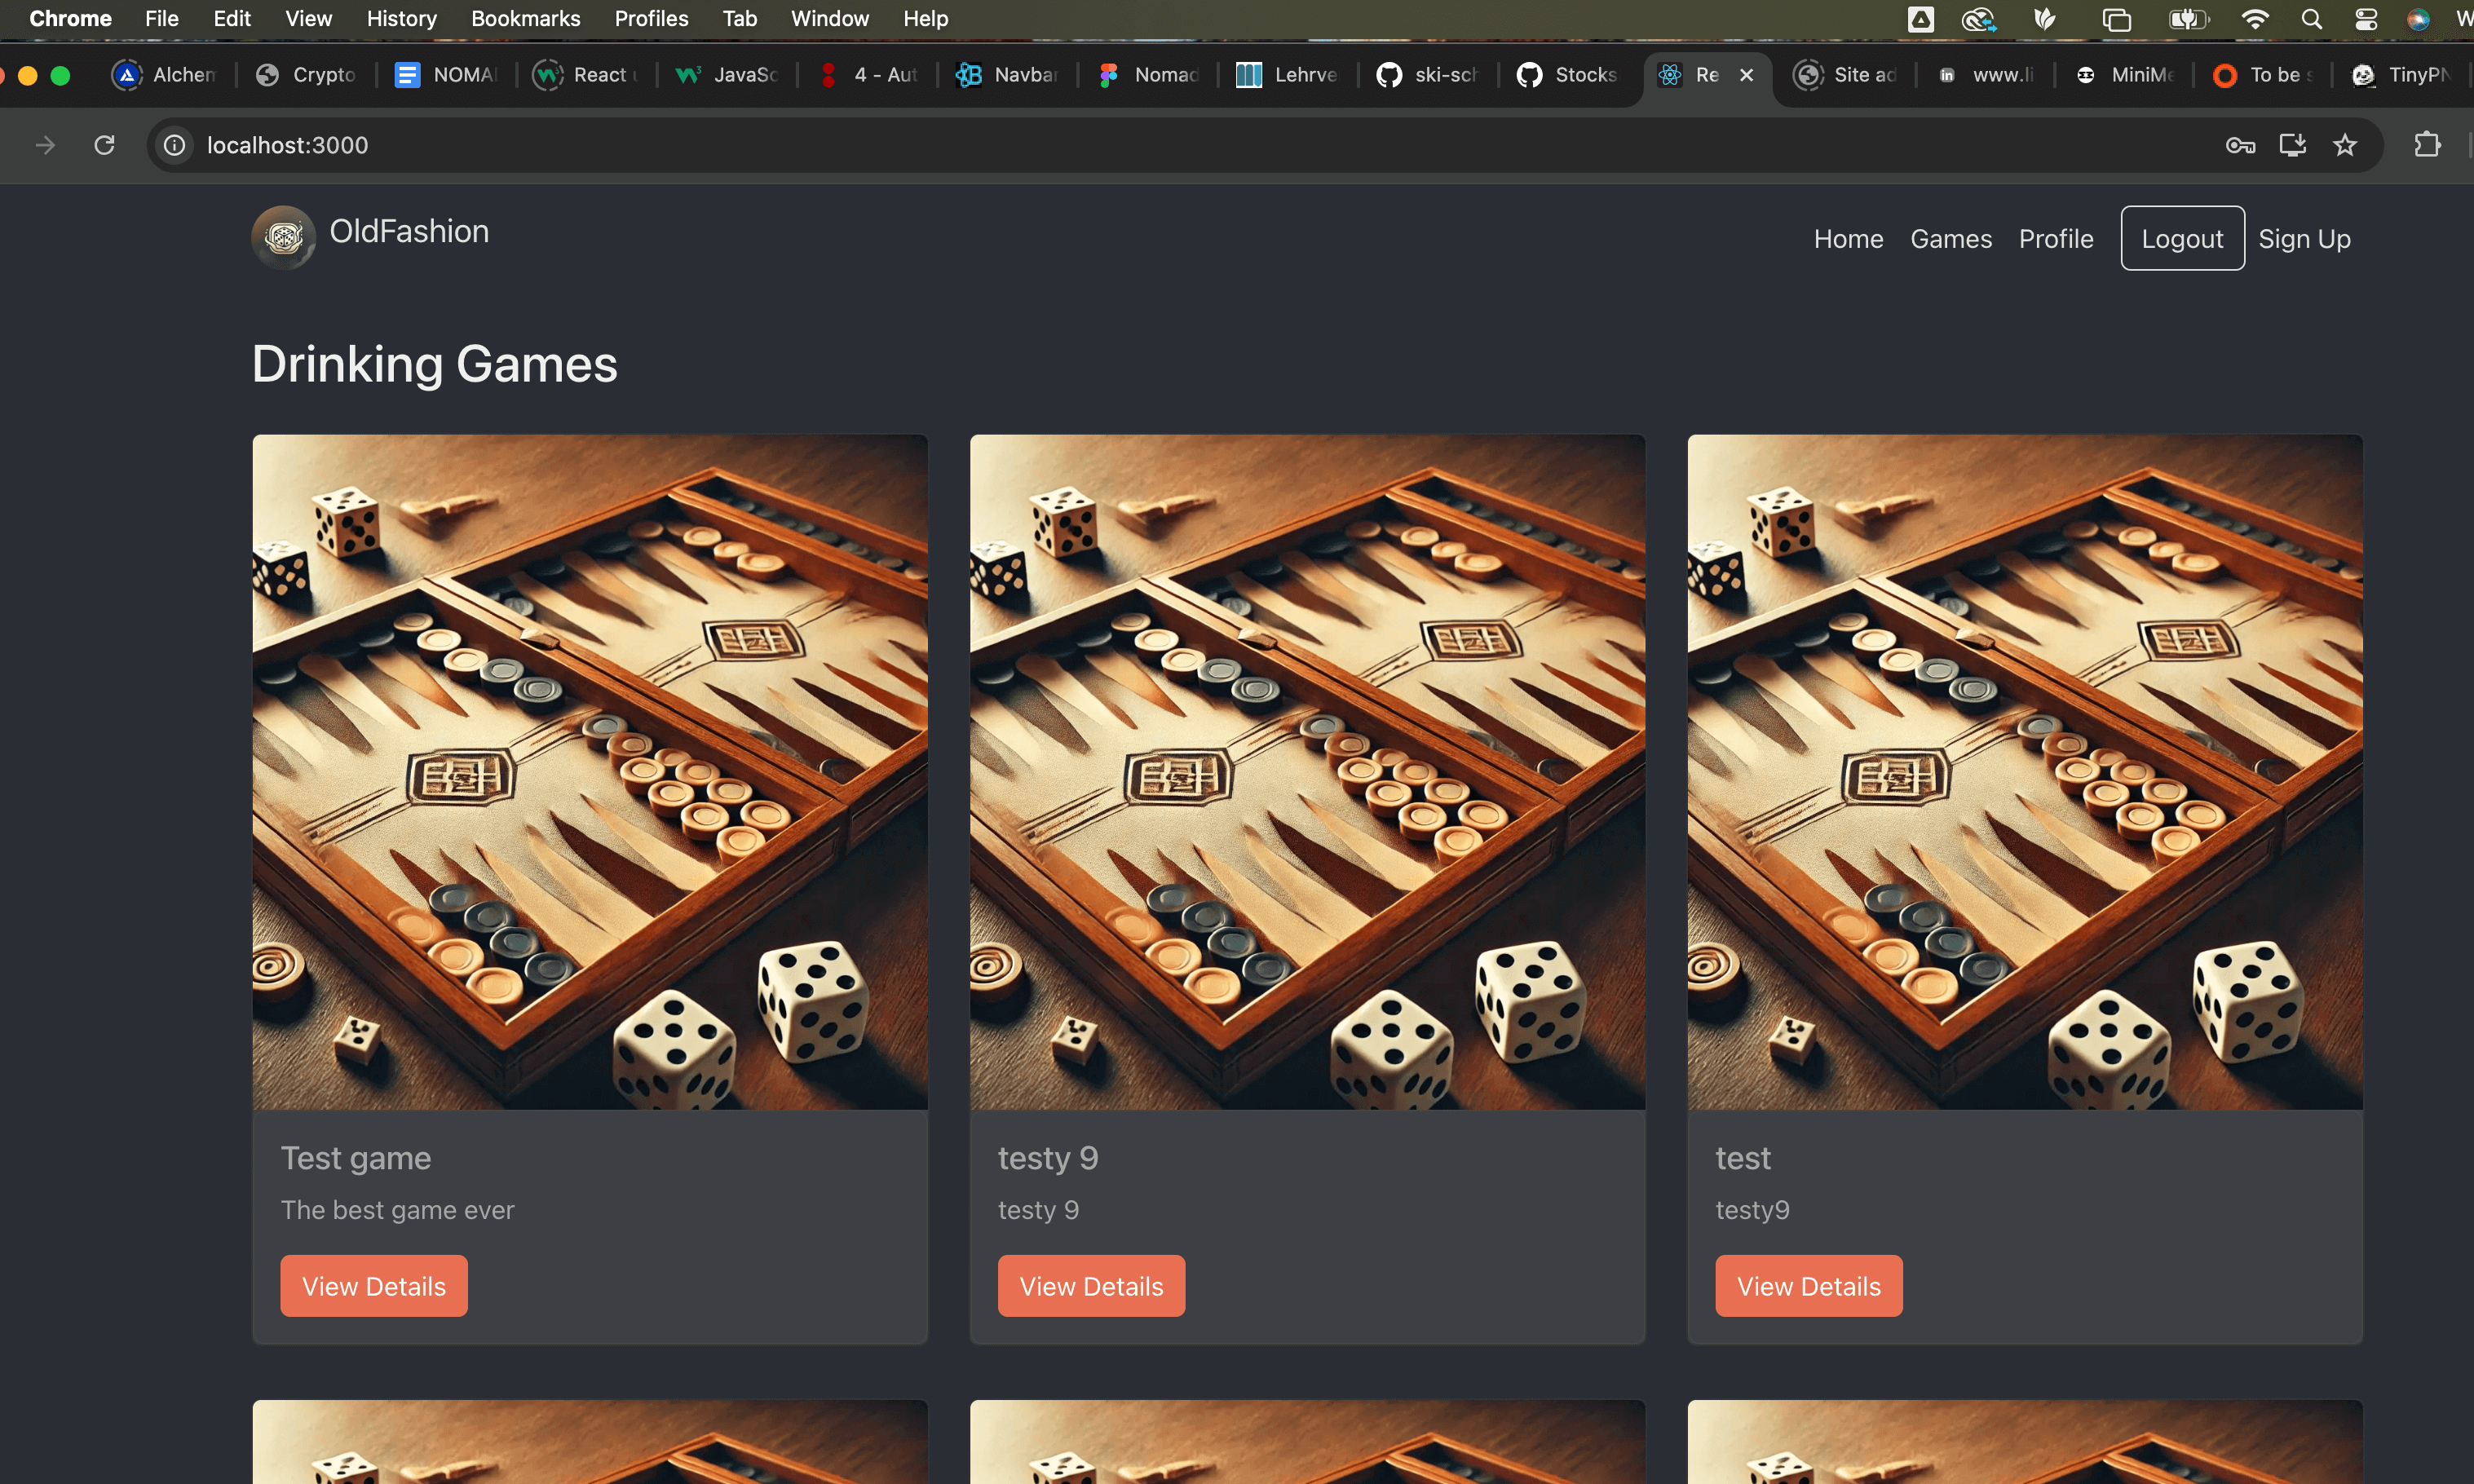 Chrome File Edit View History Bookmarks Profiles Tab Window Help
Alchem Crypto NOMA React JavaSc 4 - Aut Navbar Nomad Lehrve ski-sch Stocks Re Site ad www.li MiniMe To be TinyPN
localhost:3000
OldFashion
Home Games Profile Logout Sign Up
Drinking Games
Test game
The best game ever
View Details
testy 9
testy 9
View Details
test
testy9
View Details